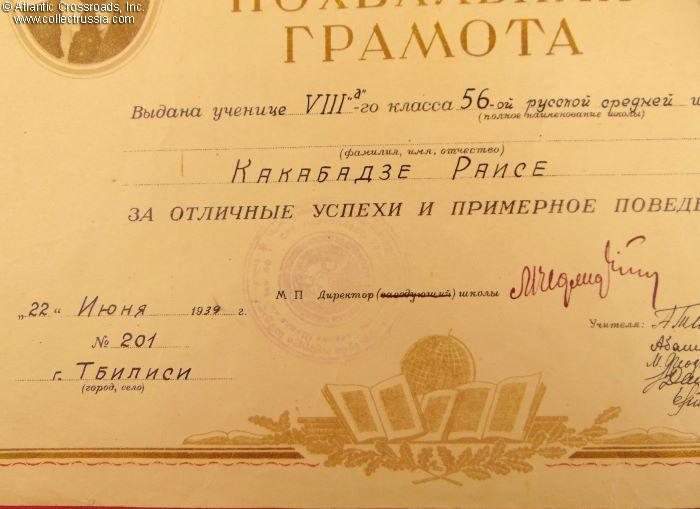 © Atlantic Crossroads, Inc.
www.collectrussia.com
ПОХВАЛЬНАЯ
ГРАМОТА
Выдана ученице VIII "а"-го класса 56-ой русской средней ш
(полное наименование школы)
(фамилия, имя, отчество)
КАКАБАДЗЕ РАИСЕ
ЗА ОТЛИЧНЫЕ УСПЕХИ И ПРИМЕРНОЕ ПОВЕД
М П Директор (заведующий) школы
„22" Июня 1939 г.
Учителя:
№ 201
г. Тбилиси
(город, село)